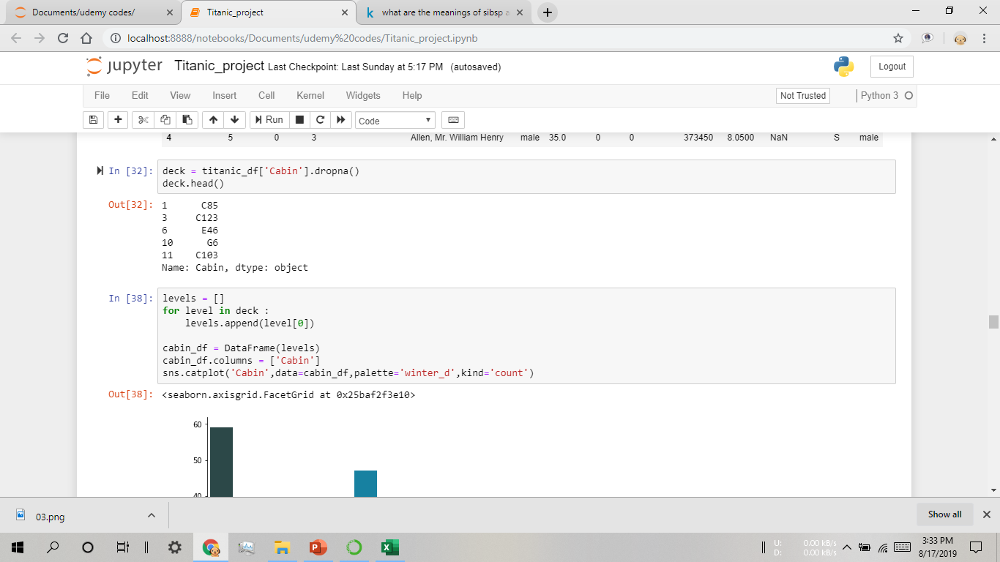 Documents/udemy codes/
Titanic_project
what are the meanings of sibsp a
localhost:8888/notebooks/Documents/udemy%20codes/Titanic_project.ipynb
jupyter Titanic_project Last Checkpoint: Last Sunday at 5:17 PM (autosaved)
Logout
File Edit View Insert Cell Kernel Widgets Help
Not Trusted
Python 3
Run
Code
4 5 0 3 Allen, Mr. William Henry male 35.0 0 0 373450 8.0500 NaN S male
In [32]: deck = titanic_df['Cabin'].dropna()
deck.head()
Out[32]: 1 C85
3 C123
6 E46
10 G6
11 C103
Name: Cabin, dtype: object
In [38]: levels = []
for level in deck :
levels.append(level[0])
cabin_df = DataFrame(levels)
cabin_df.columns = ['Cabin']
sns.catplot('Cabin',data=cabin_df,palette='winter_d',kind='count')
Out[38]: <seaborn.axisgrid.FacetGrid at 0x25baf2f3e10>
60
50
40
03.png
Show all
U: 0.00 kB/s
D: 0.00 kB/s
3:33 PM
8/17/2019